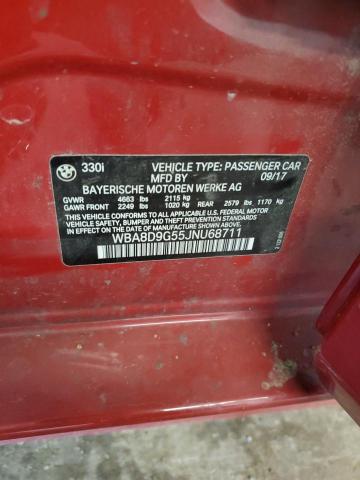 330i VEHICLE TYPE: PASSENGER CAR
MFD BY 09/17
BAYERISCHE MOTOREN WERKE AG
GVWR 4663 lbs 2115 kg
GAWR FRONT 2249 lbs 1020 kg REAR 2579 lbs 1170 kg
THIS VEHICLE CONFORMS TO ALL APPLICABLE U.S. FEDERAL MOTOR
VEHICLE SAFETY, BUMPER AND THEFT PREVENTION STANDARDS
IN EFFECT ON THE DATE OF MANUFACTURE SHOWN ABOVE.
WBA8D9G55JNU68711